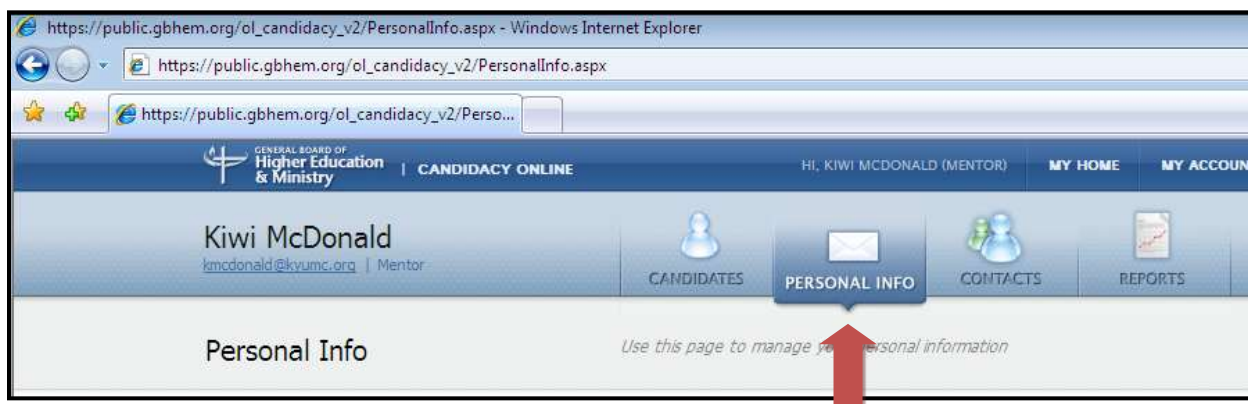 https://public.gbhem.org/ol_candidacy_v2/PersonalInfo.aspx - Windows Internet Explorer
https://public.gbhem.org/ol_candidacy_v2/PersonalInfo.aspx
https://public.gbhem.org/ol_candidacy_v2/Perso...
GENERAL BOARD OF
Higher Education
& Ministry
| CANDIDACY ONLINE
HI, KIWI MCDONALD (MENTOR) MY HOME MY ACCOUN
Kiwi McDonald
kmcdonald@kyumc.org | Mentor
CANDIDATES PERSONAL INFO CONTACTS REPORTS
Personal Info
Use this page to manage personal information